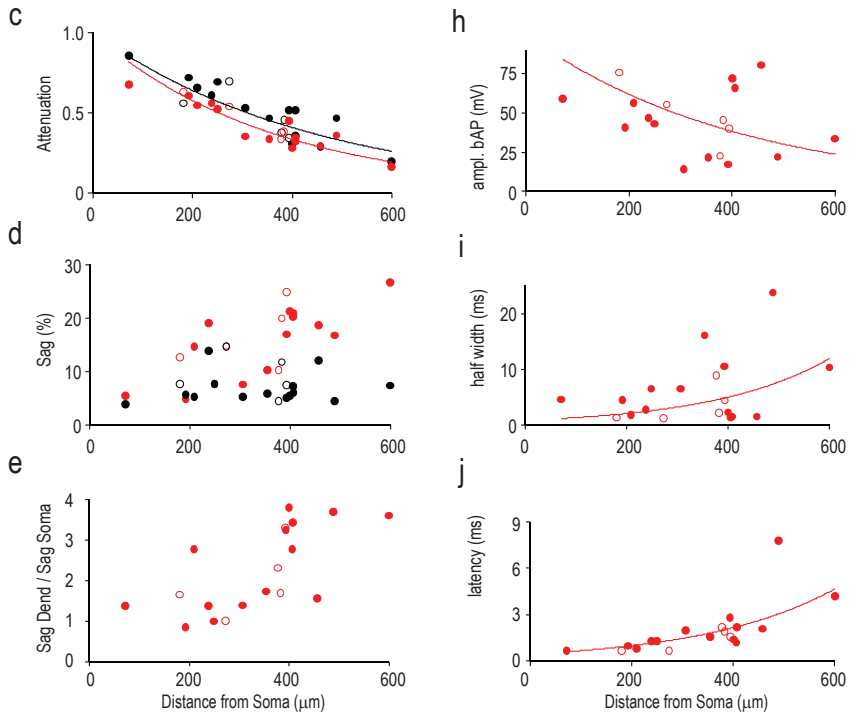 c
1.0
0.5
0
Attenuation
0 200 400 600
d
30
20
10
0
Sag (%)
0 200 400 600
e
4
3
2
1
0
Sag Dend / Sag Soma
0 200 400 600
Distance from Soma (μm)
h
75
50
25
0
ampl. bAP (mV)
0 200 400 600
i
20
10
0
half width (ms)
0 200 400 600
j
9
6
3
0
latency (ms)
0 200 400 600
Distance from Soma (μm)